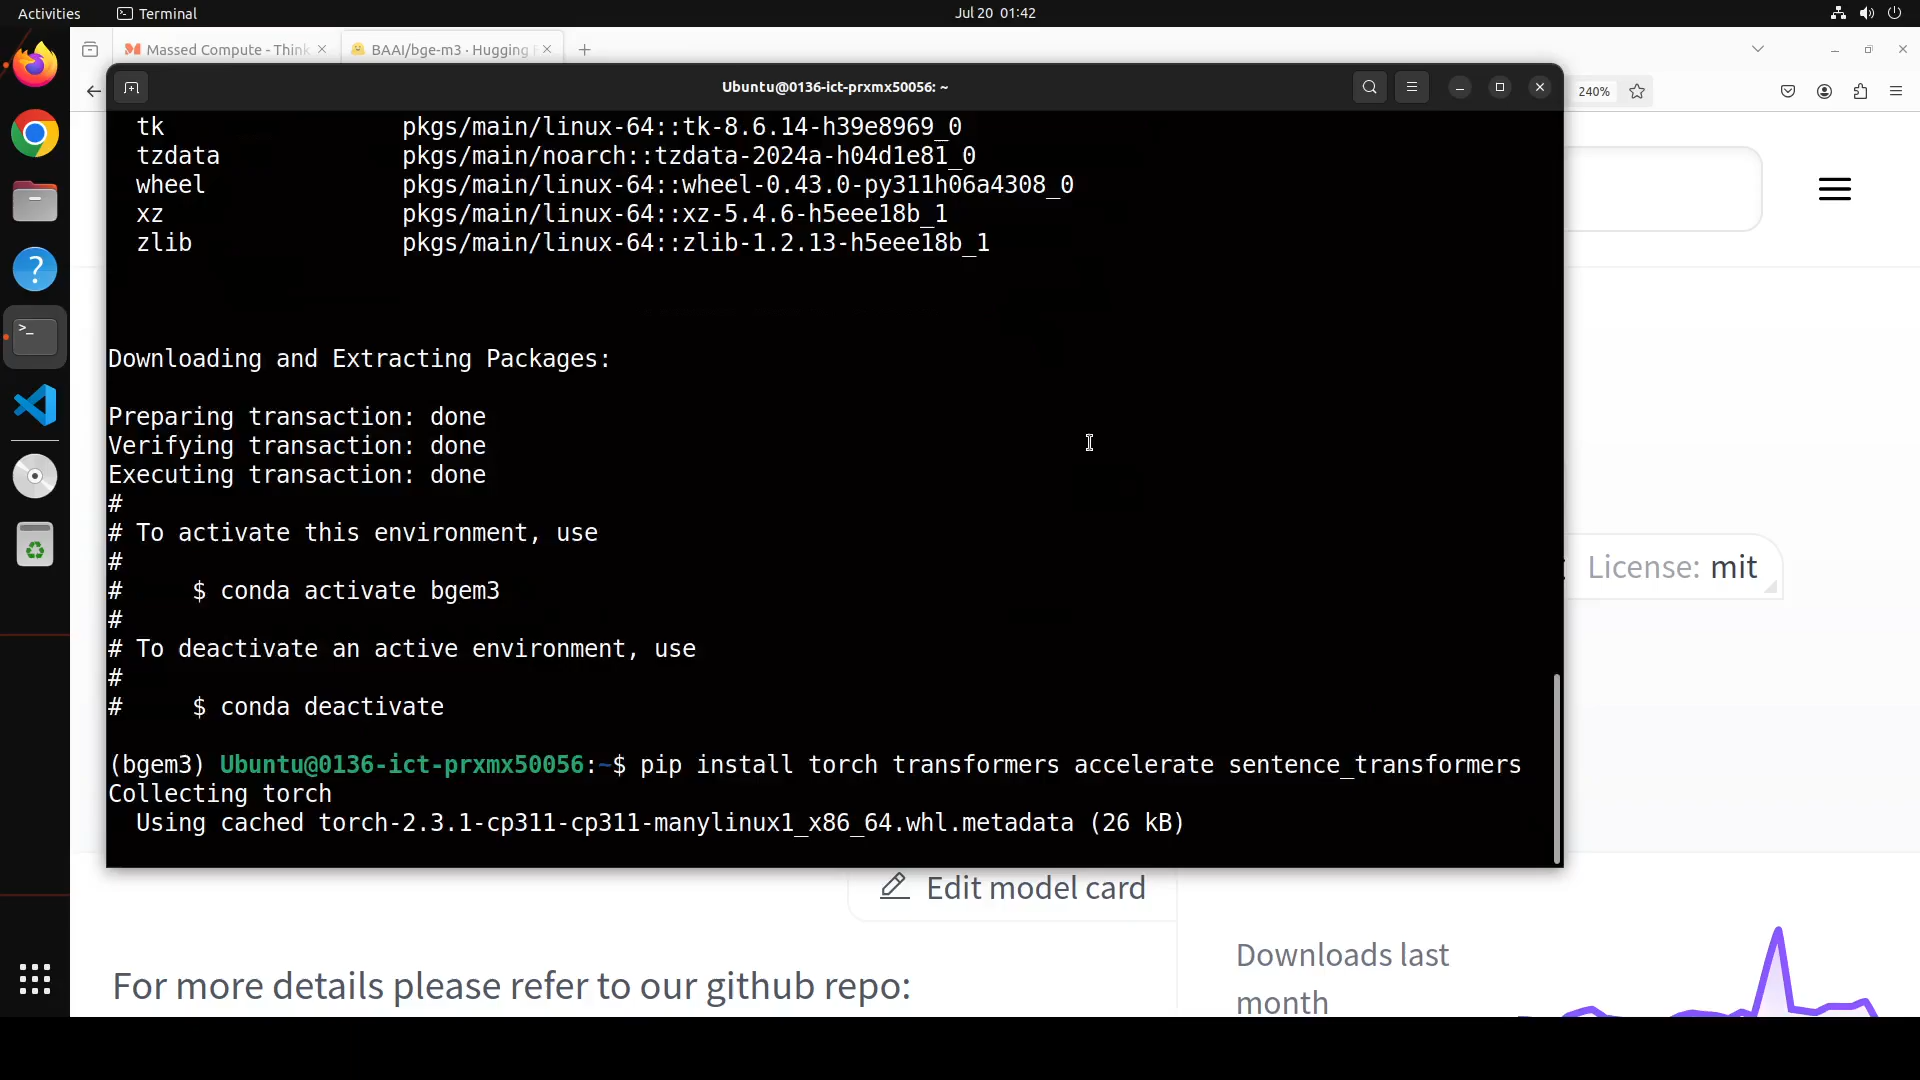 Activities
Terminal
Jul 20 01:42
Massed Compute - Think
BAAI/bge-m3 · Hugging
Ubuntu@0136-ict-prxmx50056: ~
240%
tk pkgs/main/linux-64::tk-8.6.14-h39e8969_0
tzdata pkgs/main/noarch::tzdata-2024a-h04d1e81_0
wheel pkgs/main/linux-64::wheel-0.43.0-py311h06a4308_0
xz pkgs/main/linux-64::xz-5.4.6-h5eee18b_1
zlib pkgs/main/linux-64::zlib-1.2.13-h5eee18b_1
Downloading and Extracting Packages:
Preparing transaction: done
Verifying transaction: done
Executing transaction: done
#
# To activate this environment, use
#
# $ conda activate bgem3
#
# To deactivate an active environment, use
#
# $ conda deactivate
(bgem3) Ubuntu@0136-ict-prxmx50056:~$ pip install torch transformers accelerate sentence_transformers
Collecting torch
Using cached torch-2.3.1-cp311-cp311-manylinux1_x86_64.whl.metadata (26 kB)
License: mit
Edit model card
For more details please refer to our github repo:
Downloads last
month